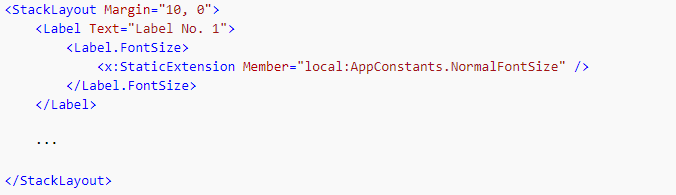 <StackLayout Margin="10, 0">
    <Label Text="Label No. 1">
        <Label.FontSize>
            <x:StaticExtension Member="local:AppConstants.NormalFontSize" />
        </Label.FontSize>
    </Label>
    ...
</StackLayout>